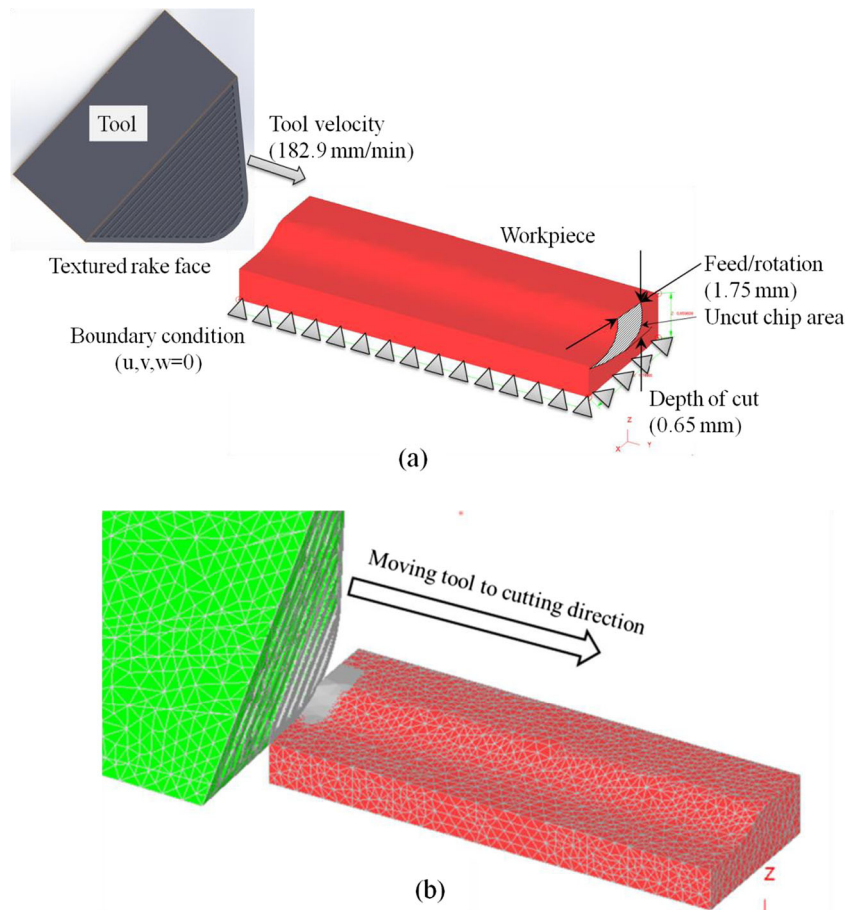 Tool
Tool velocity
(182.9 mm/min)
Textured rake face
Workpiece
Feed/rotation
(1.75 mm)
Uncut chip area
Boundary condition
(u,v,w=0)
Depth of cut
(0.65 mm)
Z
X
Y
(a)
Moving tool to cutting direction
Z
(b)